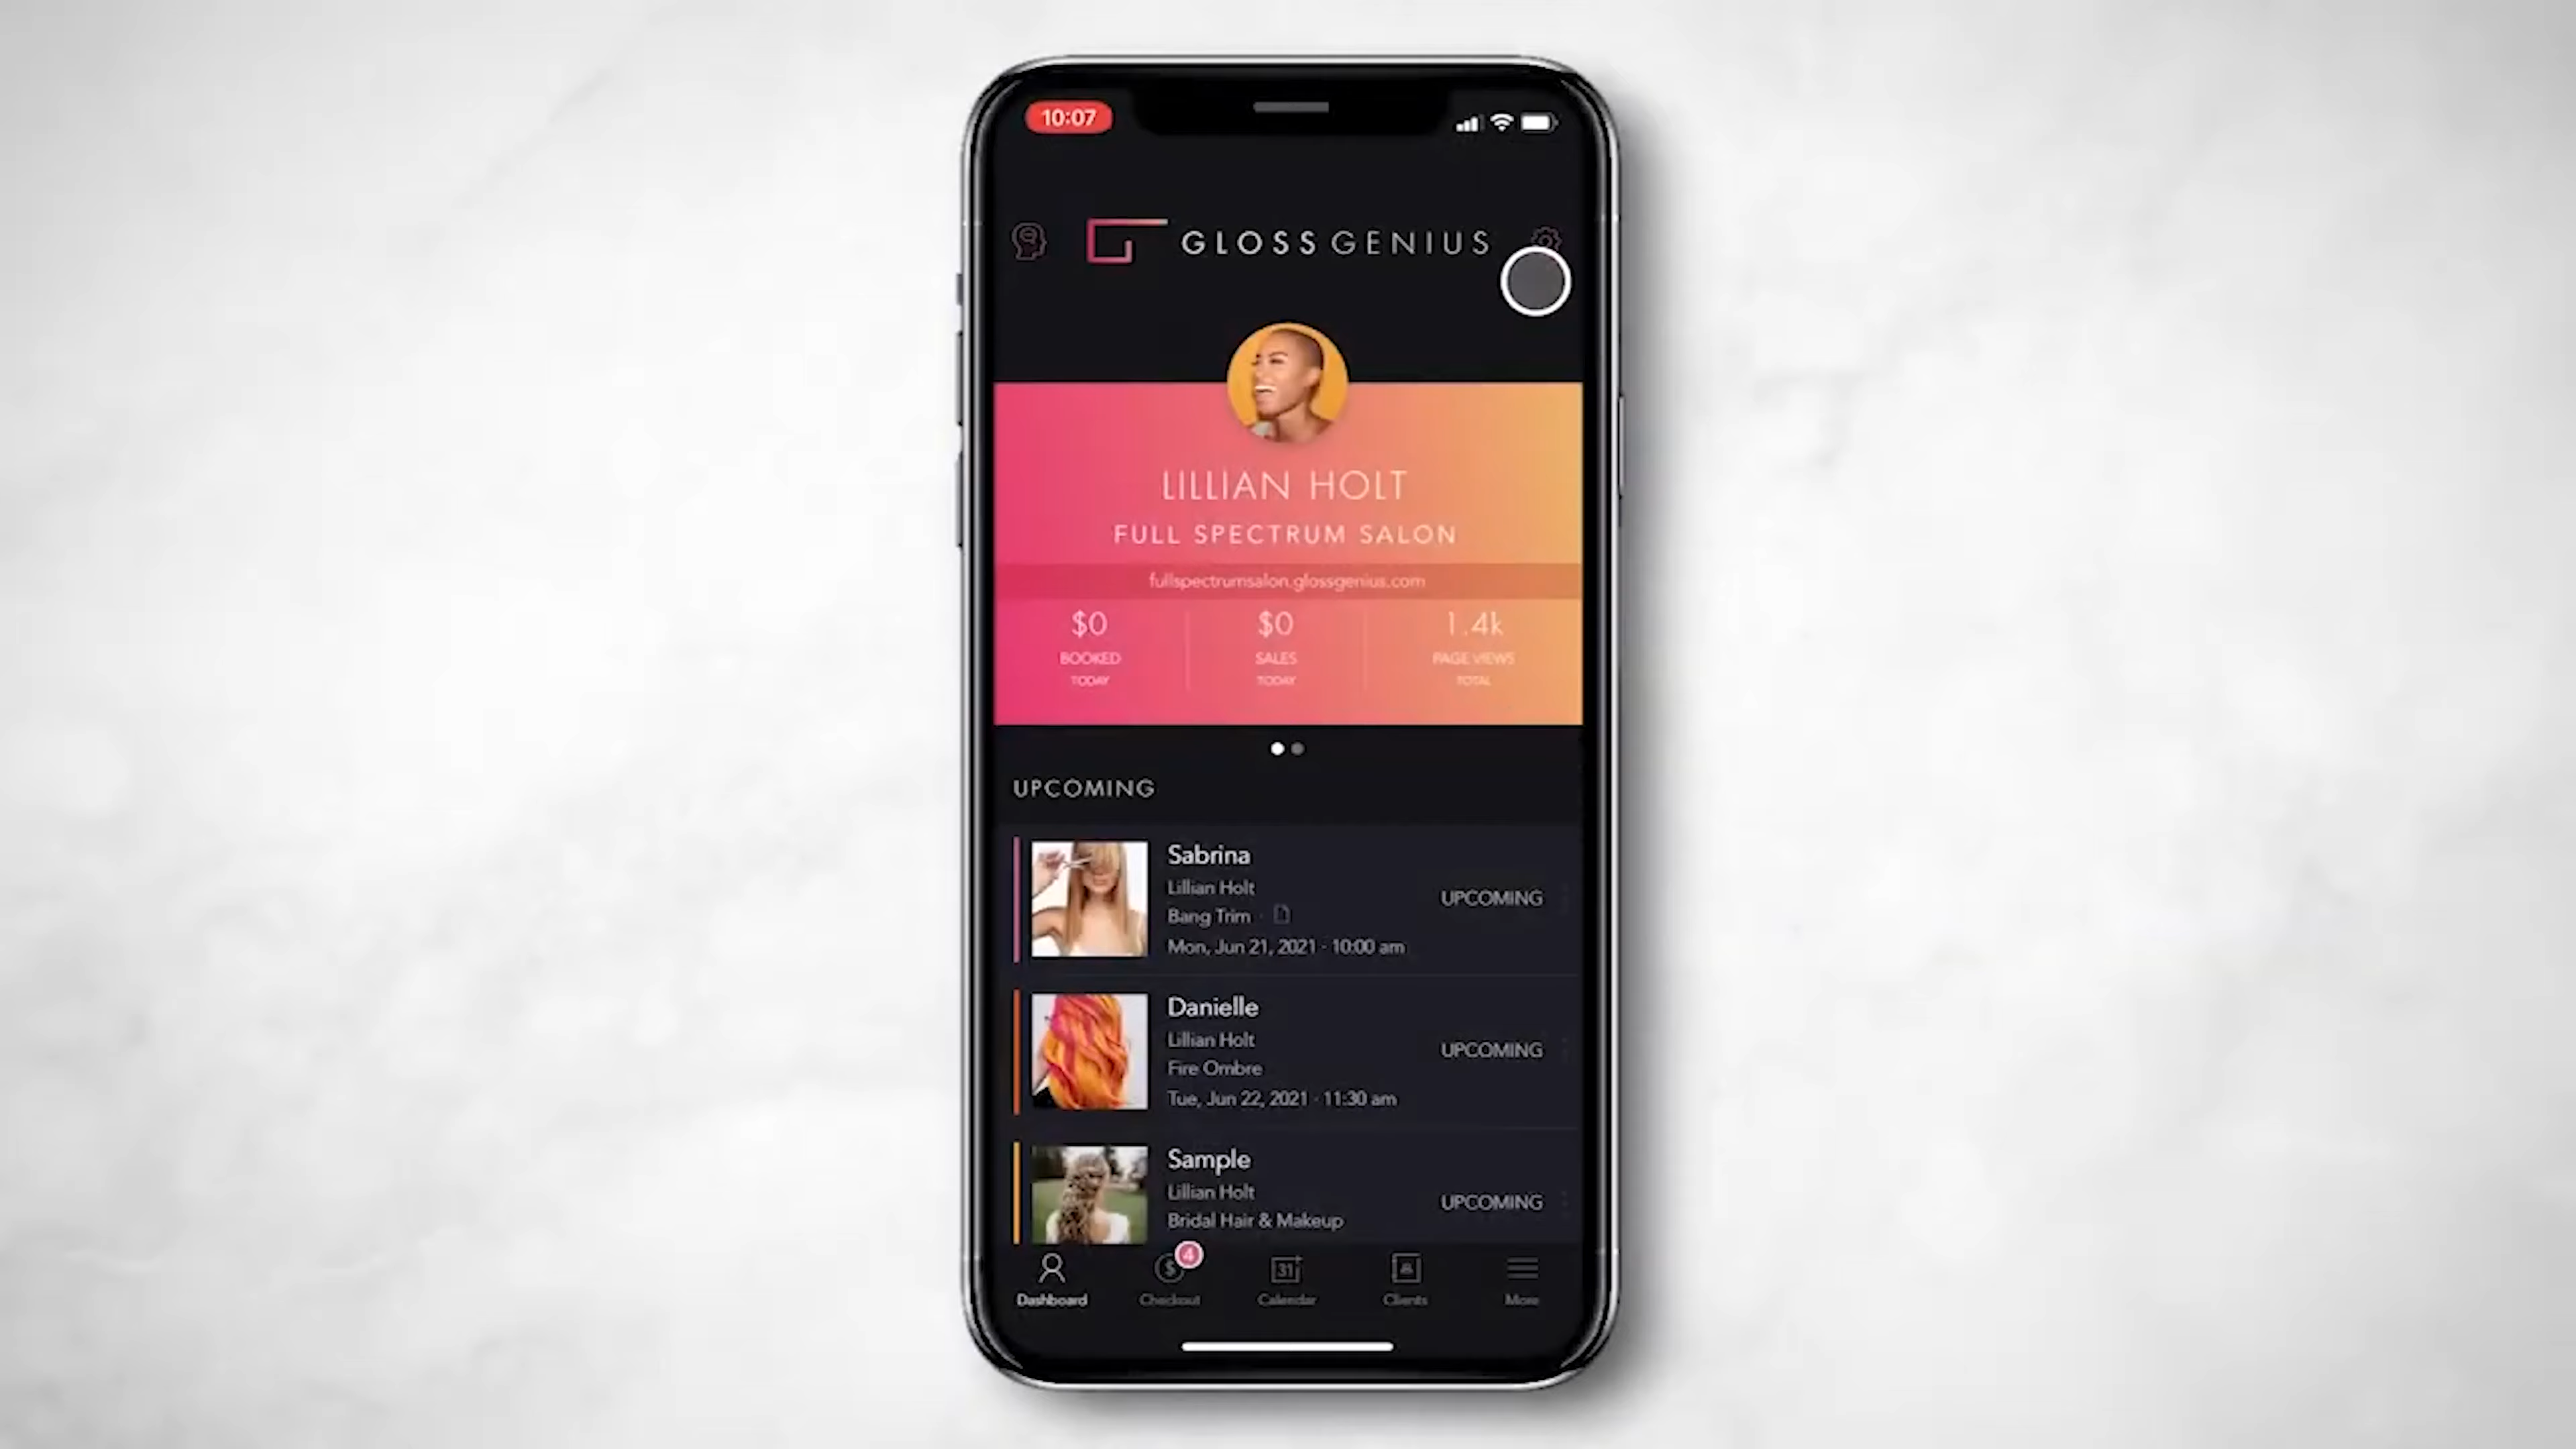 10:07
GLOSSGENIUS
LILLIAN HOLT
FULL SPECTRUM SALON
fullspectrumsalon.glossgenius.com
$0 $0 1.4k
BOOKED SALES PAGE VIEWS
TODAY TODAY TOTAL
UPCOMING
Sabrina
Lillian Holt
Bang Trim ·
UPCOMING
Mon, Jun 21, 2021 · 10:00 am
Danielle
Lillian Holt
UPCOMING
Fire Ombre
Tue, Jun 22, 2021 · 11:30 am
Sample
Lillian Holt
UPCOMING
Bridal Hair & Makeup
4
$ 31
Dashboard Checkout Calendar Clients More